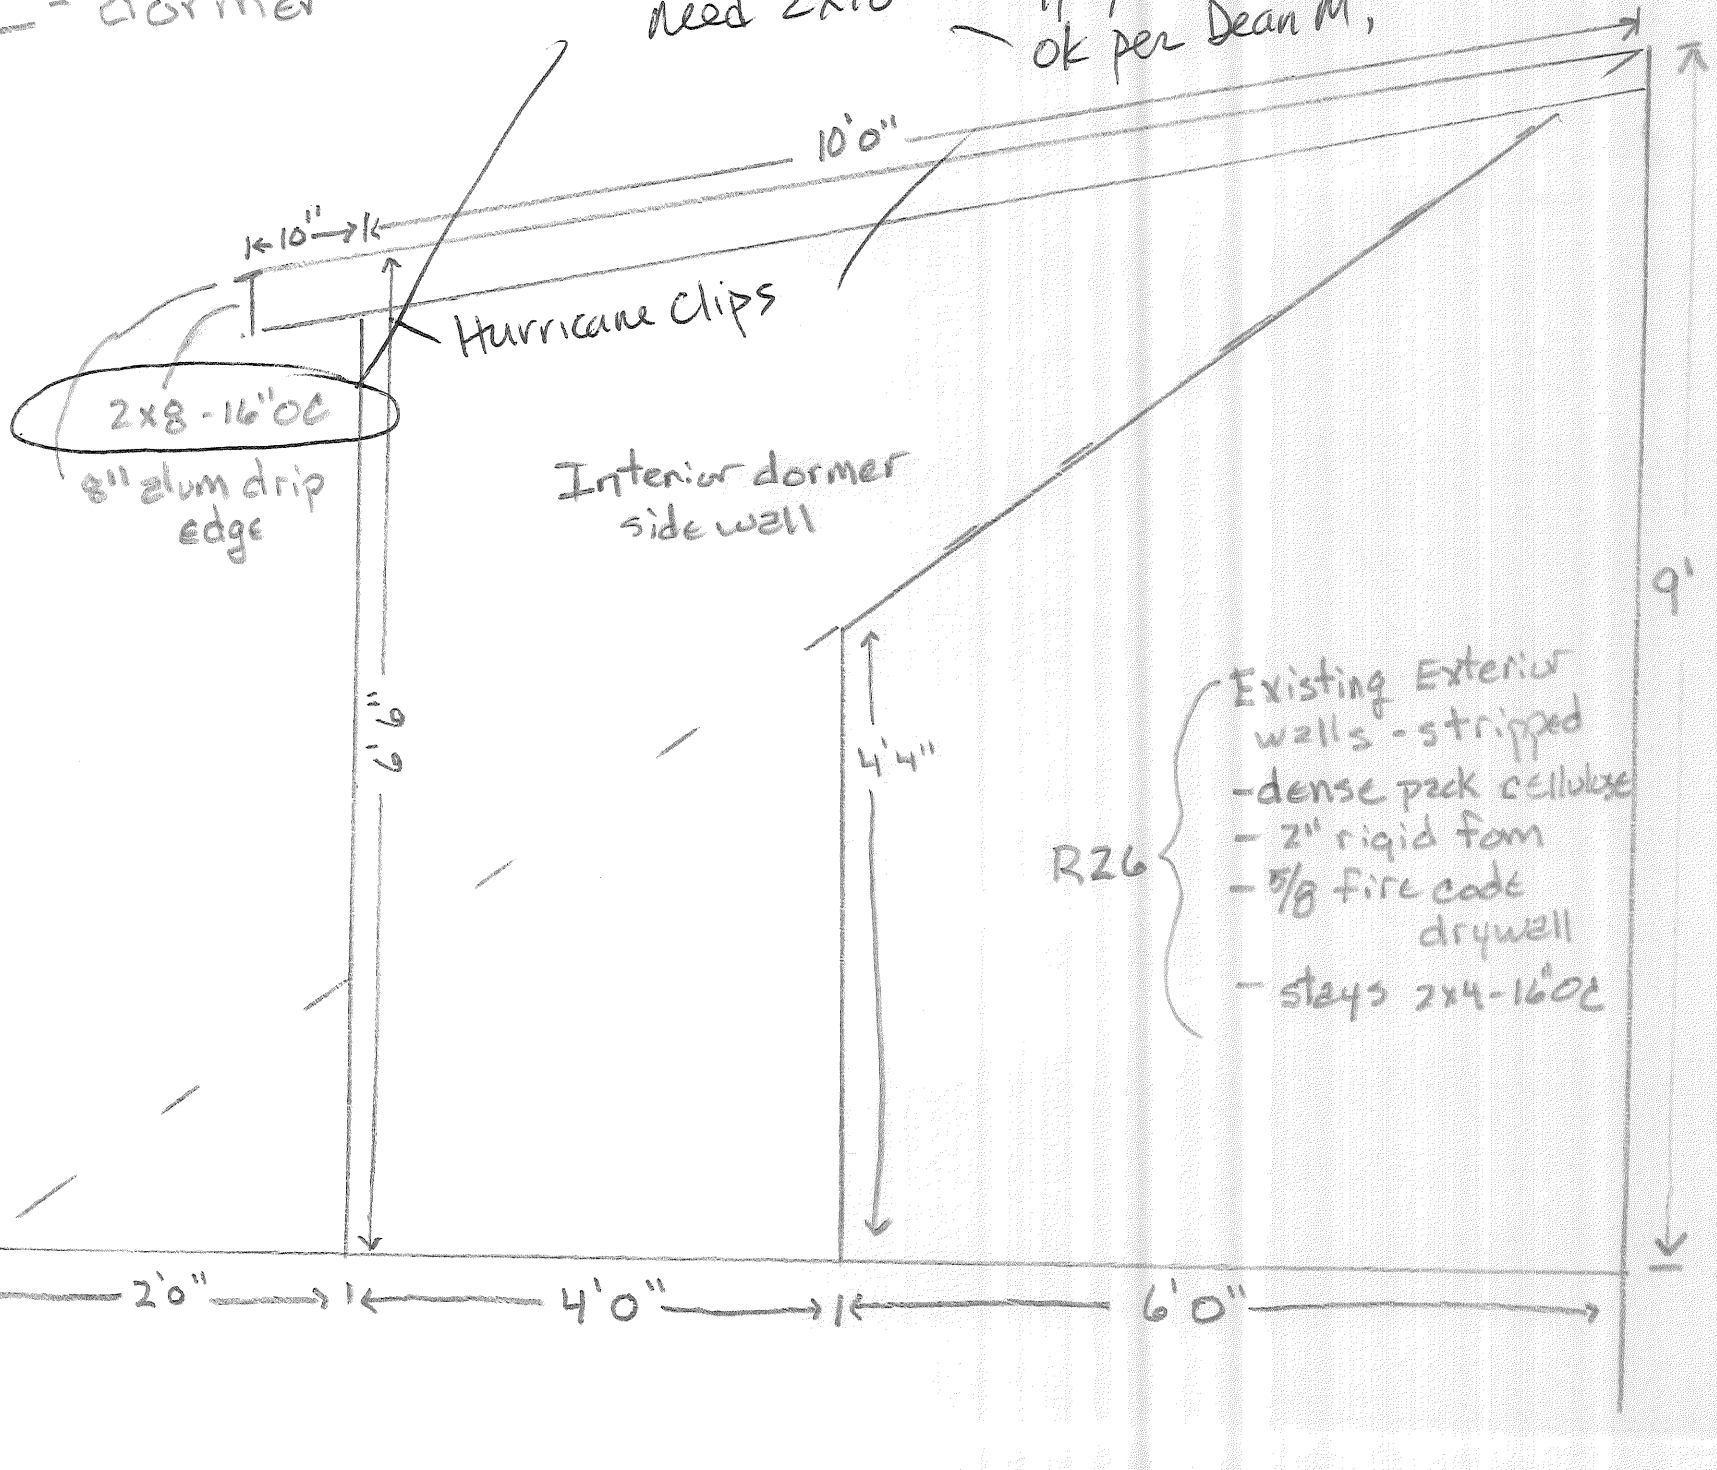 - dormer
need 2x10
ok per Dean M,
10'0"
10"
Hurricane Clips
2x8-16"OC
8" alum drip
edge
Interior dormer
side wall
9'
6'6"
4'4"
Existing Exterior
walls - stripped
-dense pack cellulose
- 2" rigid fom
R26
- 5/8 fire code
drywall
- stays 2x4-16"OC
2'0"
4'0"
6'0"